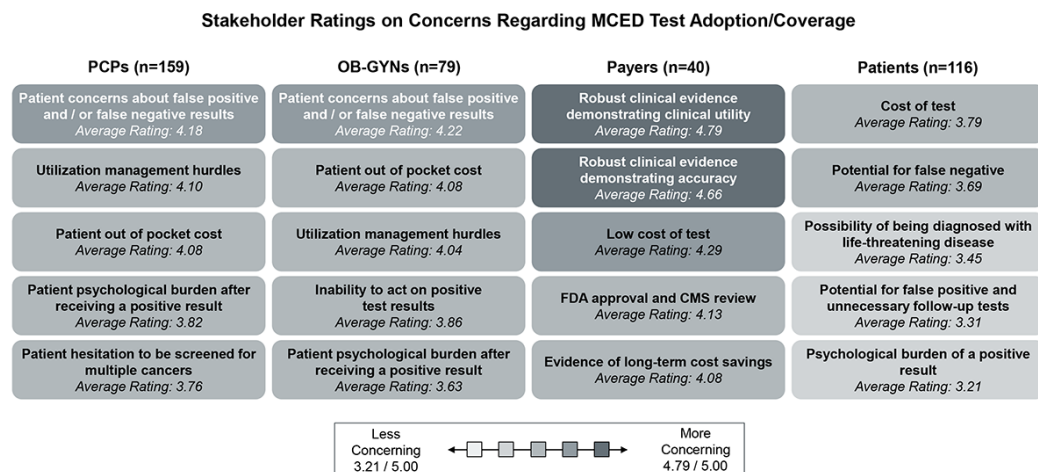 Stakeholder Ratings on Concerns Regarding MCED Test Adoption/Coverage
PCPs (n=159)
Patient concerns about false positive
and / or false negative results
Average Rating: 4.18
Utilization management hurdles
Average Rating: 4.10
Patient out of pocket cost
Average Rating: 4.08
Patient psychological burden after
receiving a positive result
Average Rating: 3.82
Patient hesitation to be screened for
multiple cancers
Average Rating: 3.76
OB-GYNs (n=79)
Patient concerns about false positive
and / or false negative results
Average Rating: 4.22
Patient out of pocket cost
Average Rating: 4.08
Utilization management hurdles
Average Rating: 4.04
Inability to act on positive
test results
Average Rating: 3.86
Patient psychological burden after
receiving a positive result
Average Rating: 3.63
Payers (n=40)
Robust clinical evidence
demonstrating clinical utility
Average Rating: 4.79
Robust clinical evidence
demonstrating accuracy
Average Rating: 4.66
Low cost of test
Average Rating: 4.29
FDA approval and CMS review
Average Rating: 4.13
Evidence of long-term cost savings
Average Rating: 4.08
Patients (n=116)
Cost of test
Average Rating: 3.79
Potential for false negative
Average Rating: 3.69
Possibility of being diagnosed with
life-threatening disease
Average Rating: 3.45
Potential for false positive and
unnecessary follow-up tests
Average Rating: 3.31
Psychological burden of a positive
result
Average Rating: 3.21
Less
Concerning
3.21 / 5.00
More
Concerning
4.79 / 5.00